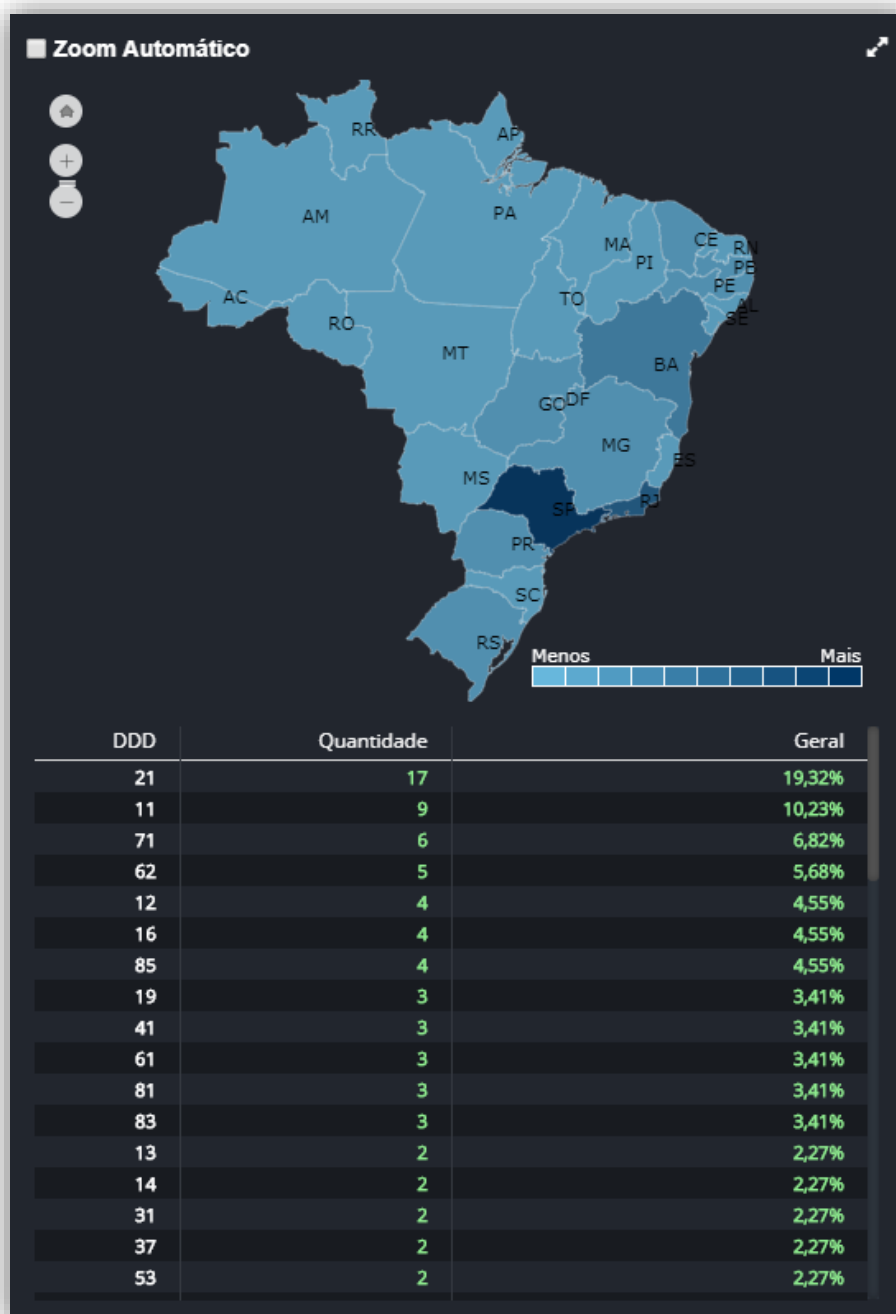 Zoom Automático
RR
AP
AM
PA
MA
CE
RN
PI
PB
PE
AC
TO
AL
SE
RO
MT
BA
GO
DF
MG
MS
ES
SP
RJ
PR
SC
RS
Menos Mais
DDD Quantidade Geral
21 17 19,32%
11 9 10,23%
71 6 6,82%
62 5 5,68%
12 4 4,55%
16 4 4,55%
85 4 4,55%
19 3 3,41%
41 3 3,41%
61 3 3,41%
81 3 3,41%
83 3 3,41%
13 2 2,27%
14 2 2,27%
31 2 2,27%
37 2 2,27%
53 2 2,27%